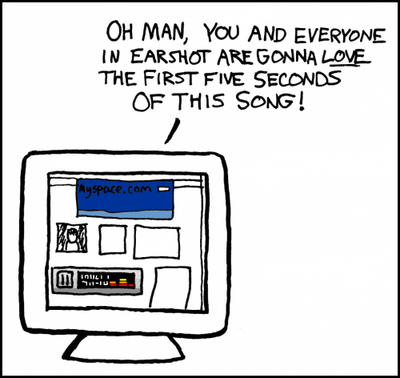 OH MAN, YOU AND EVERYONE
IN EARSHOT ARE GONNA LOVE
THE FIRST FIVE SECONDS
OF THIS SONG!
myspace.com